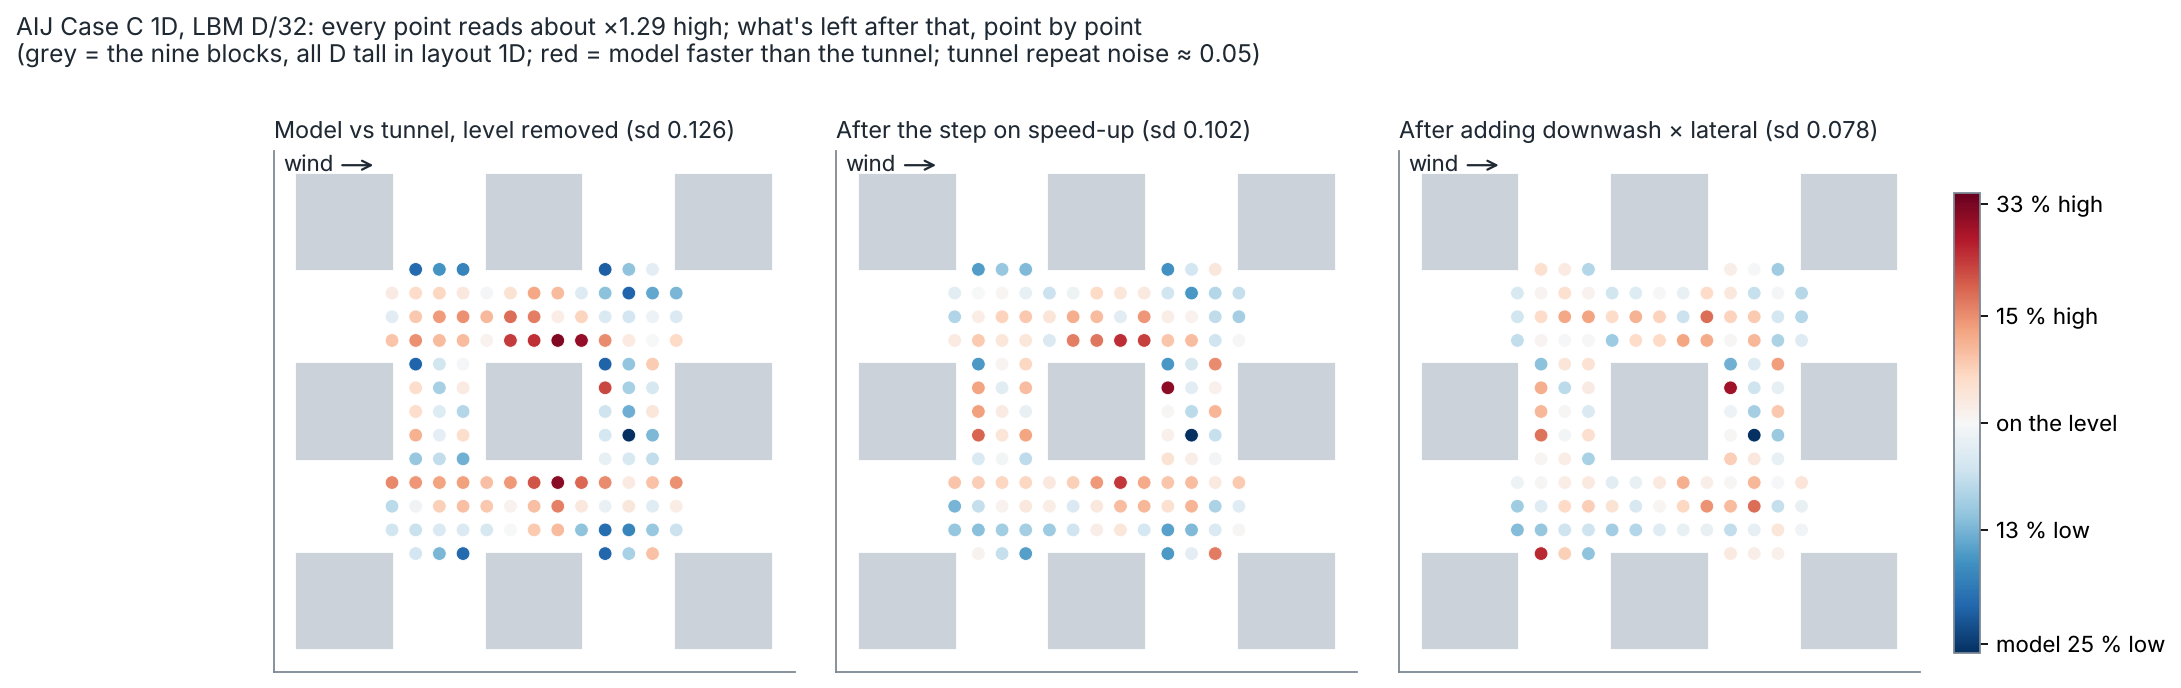 AIJ Case C 1D, LBM D/32: every point reads about ×1.29 high; what's left after that, point by point
(grey = the nine blocks, all D tall in layout 1D; red = model faster than the tunnel; tunnel repeat noise ≈ 0.05)
Model vs tunnel, level removed (sd 0.126)
wind
After the step on speed-up (sd 0.102)
wind
After adding downwash × lateral (sd 0.078)
wind
33 % high
15 % high
on the level
13 % low
model 25 % low